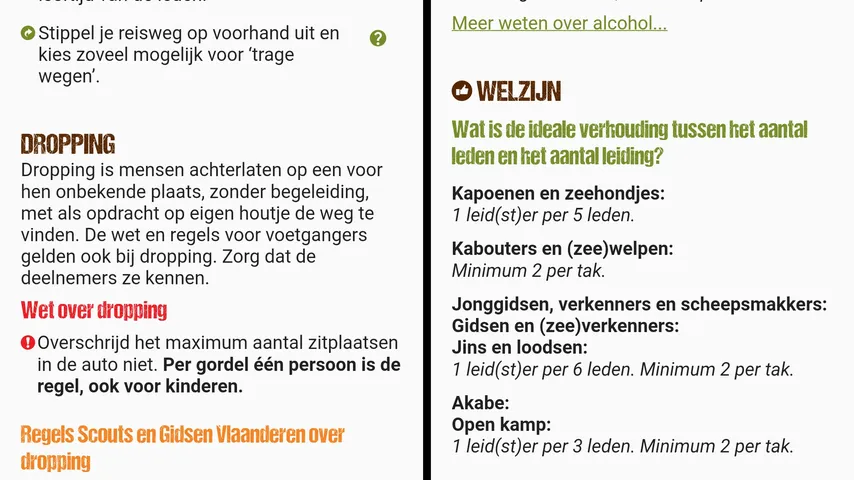 Stippel je reisweg op voorhand uit en
kies zoveel mogelijk voor ‘trage
wegen’.
DROPPING
Dropping is mensen achterlaten op een voor
hen onbekende plaats, zonder begeleiding,
met als opdracht op eigen houtje de weg te
vinden. De wet en regels voor voetgangers
gelden ook bij dropping. Zorg dat de
deelnemers ze kennen.
Wet over dropping
Overschrijd het maximum aantal zitplaatsen
in de auto niet. Per gordel één persoon is de
regel, ook voor kinderen.
Regels Scouts en Gidsen Vlaanderen over
dropping
Meer weten over alcohol...
WELZIJN
Wat is de ideale verhouding tussen het aantal
leden en het aantal leiding?
Kapoenen en zeehondjes:
1 leid(st)er per 5 leden.
Kabouters en (zee)welpen:
Minimum 2 per tak.
Jonggidsen, verkenners en scheepsmakkers:
Gidsen en (zee)verkenners:
Jins en loodsen:
1 leid(st)er per 6 leden. Minimum 2 per tak.
Akabe:
Open kamp:
1 leid(st)er per 3 leden. Minimum 2 per tak.